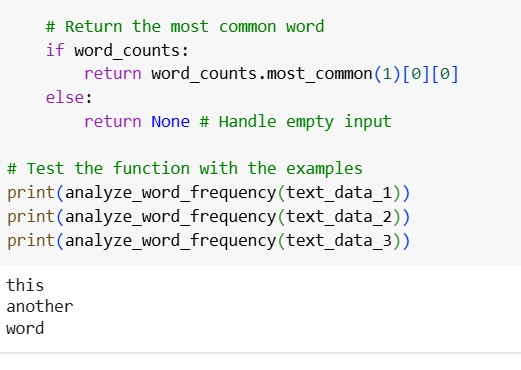 # Return the most common word
    if word_counts:
        return word_counts.most_common(1)[0][0]
    else:
        return None # Handle empty input

# Test the function with the examples
print(analyze_word_frequency(text_data_1))
print(analyze_word_frequency(text_data_2))
print(analyze_word_frequency(text_data_3))
this
another
word